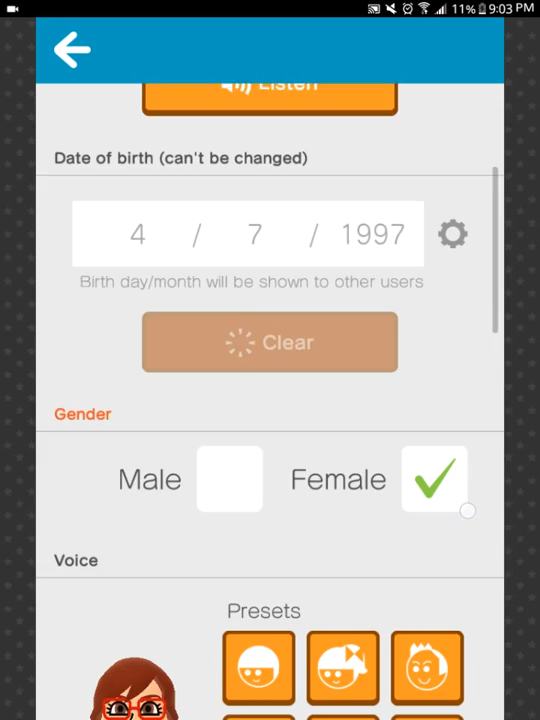 11% 9:03 PM
Listen
Date of birth (can't be changed)
4 / 7 / 1997
Birth day/month will be shown to other users
Clear
Gender
Male Female
Voice
Presets